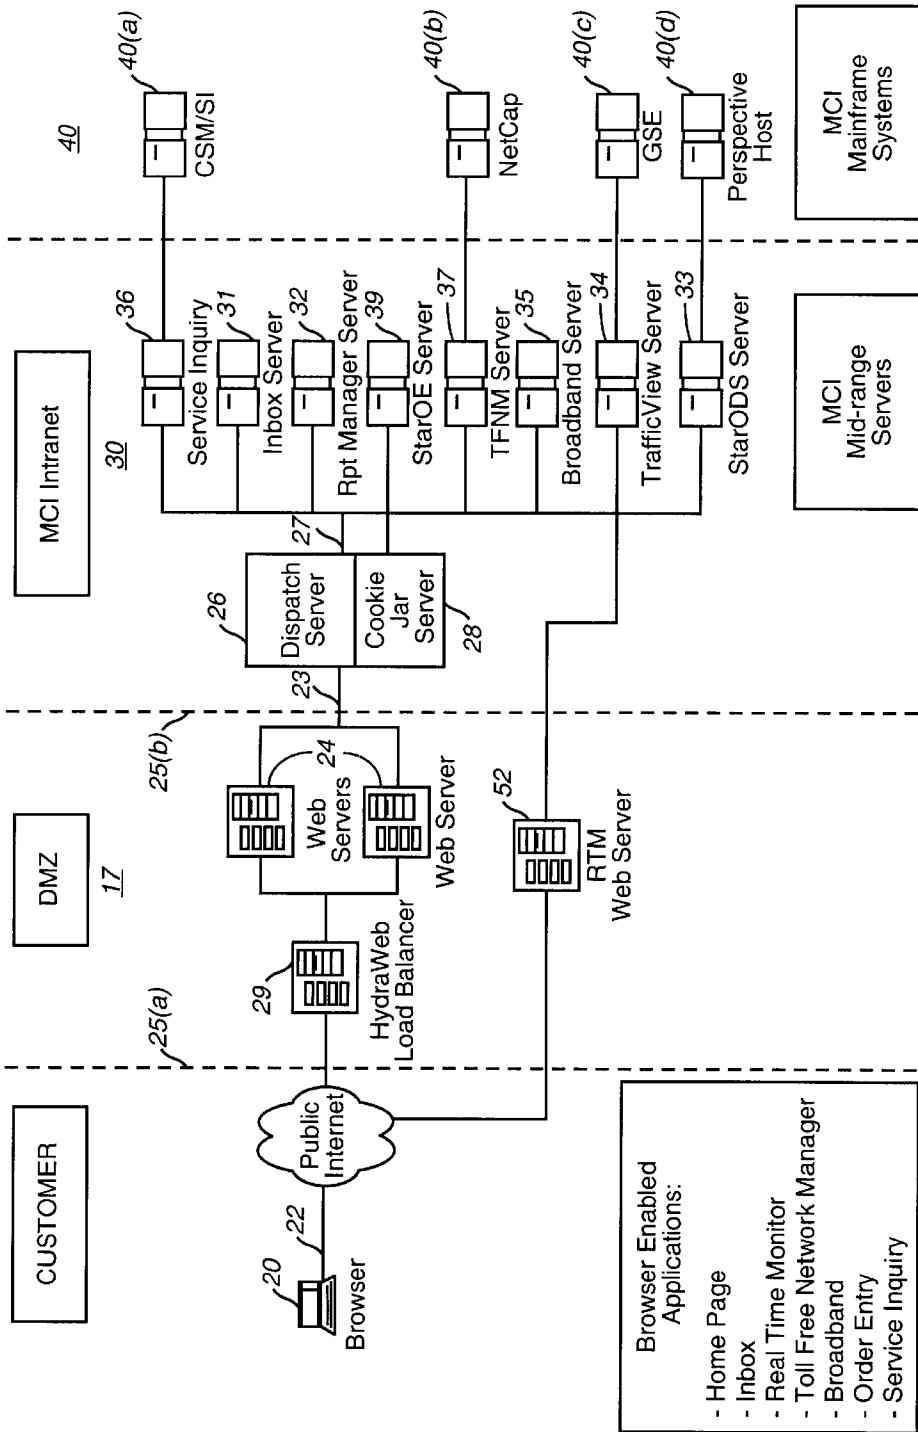 CUSTOMER
DMZ
17
MCI Intranet
30
40
25(a)
25(b)
20
Browser
22
Public
Internet
29
HydraWeb
Load Balancer
24
Web
Servers
Web Server
52
RTM
Web Server
23
26
Dispatch
Server
27
Cookie
Jar
Server
28
36
Service Inquiry
31
Inbox Server
32
Rpt Manager Server
39
StarOE Server
37
TFNM Server
35
Broadband Server
34
TrafficView Server
33
StarODS Server
40(a)
CSM/SI
40(b)
NetCap
40(c)
GSE
40(d)
Perspective
Host
Browser Enabled
Applications:
- Home Page
- Inbox
- Real Time Monitor
- Toll Free Network Manager
- Broadband
- Order Entry
- Service Inquiry
MCI
Mid-range
Servers
MCI
Mainframe
Systems